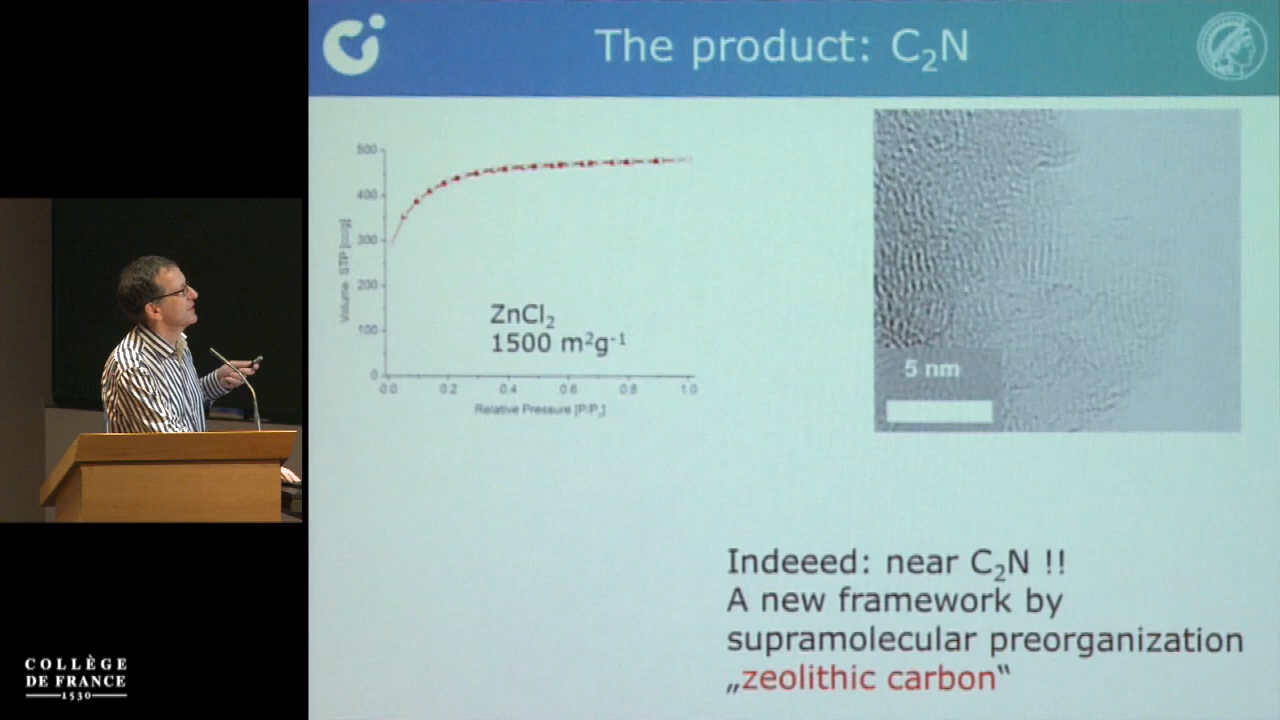 The product: C₂N
500
400
300
200
100
0
Volume STP [cc/g]
0.0 0.2 0.4 0.6 0.8 1.0
Relative Pressure [P/P₀]
ZnCl₂
1500 m²g⁻¹
5 nm
Indeeed: near C₂N !!
A new framework by
supramolecular preorganization
„zeolithic carbon“
COLLÈGE
DE FRANCE
1530